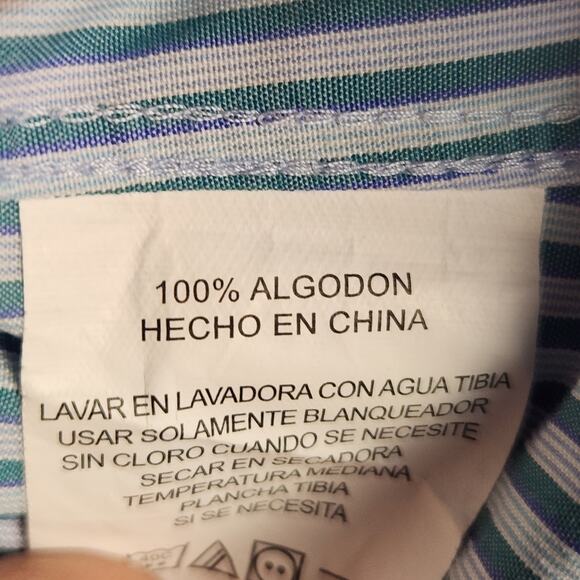 100% ALGODON
HECHO EN CHINA
LAVAR EN LAVADORA CON AGUA TIBIA
USAR SOLAMENTE BLANQUEADOR
SIN CLORO CUANDO SE NECESITE
SECAR EN SECADORA
TEMPERATURA MEDIANA
PLANCHA TIBIA
SI SE NECESITA